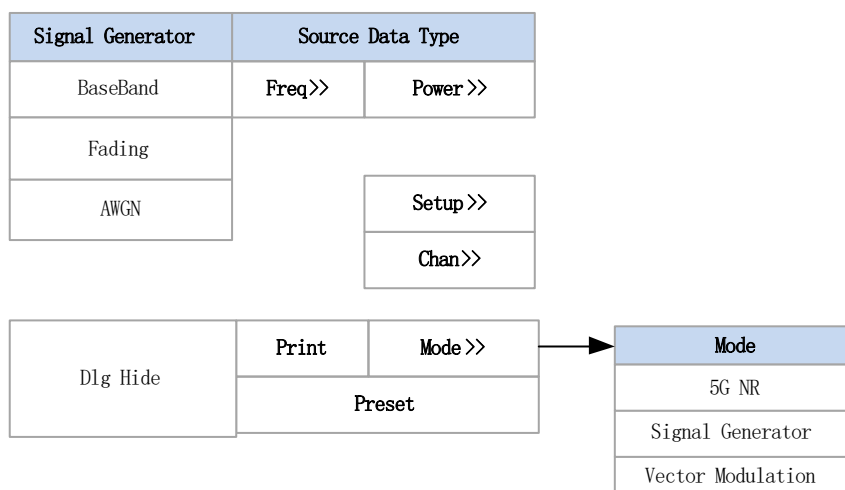 Signal Generator Source Data Type
BaseBand Freq>> Power>>
Fading
AWGN
Setup>>
Chan>>
Dlg Hide
Print Mode>>
Preset
Mode
5G NR
Signal Generator
Vector Modulation